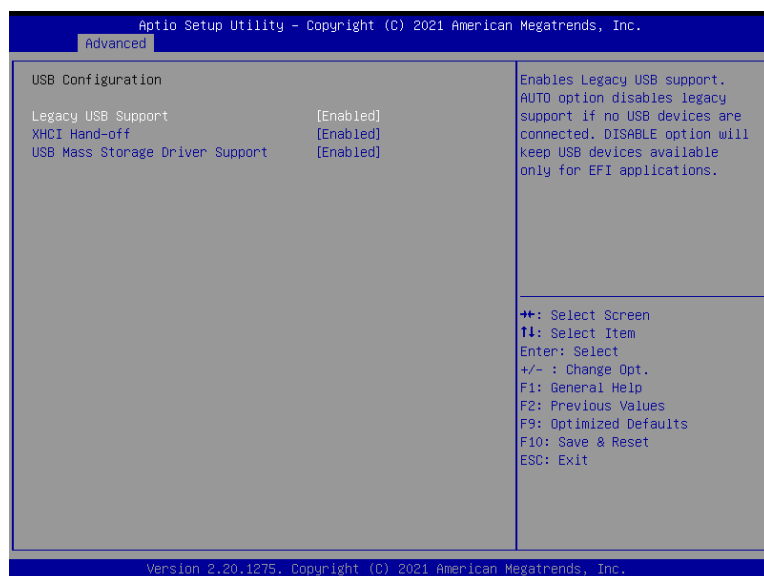 Aptio Setup Utility – Copyright (C) 2021 American Megatrends, Inc.
Advanced
USB Configuration
Legacy USB Support [Enabled]
XHCI Hand-off [Enabled]
USB Mass Storage Driver Support [Enabled]
Enables Legacy USB support.
AUTO option disables legacy
support if no USB devices are
connected. DISABLE option will
keep USB devices available
only for EFI applications.
→←: Select Screen
↑↓: Select Item
Enter: Select
+/- : Change Opt.
F1: General Help
F2: Previous Values
F9: Optimized Defaults
F10: Save & Reset
ESC: Exit
Version 2.20.1275. Copyright (C) 2021 American Megatrends, Inc.